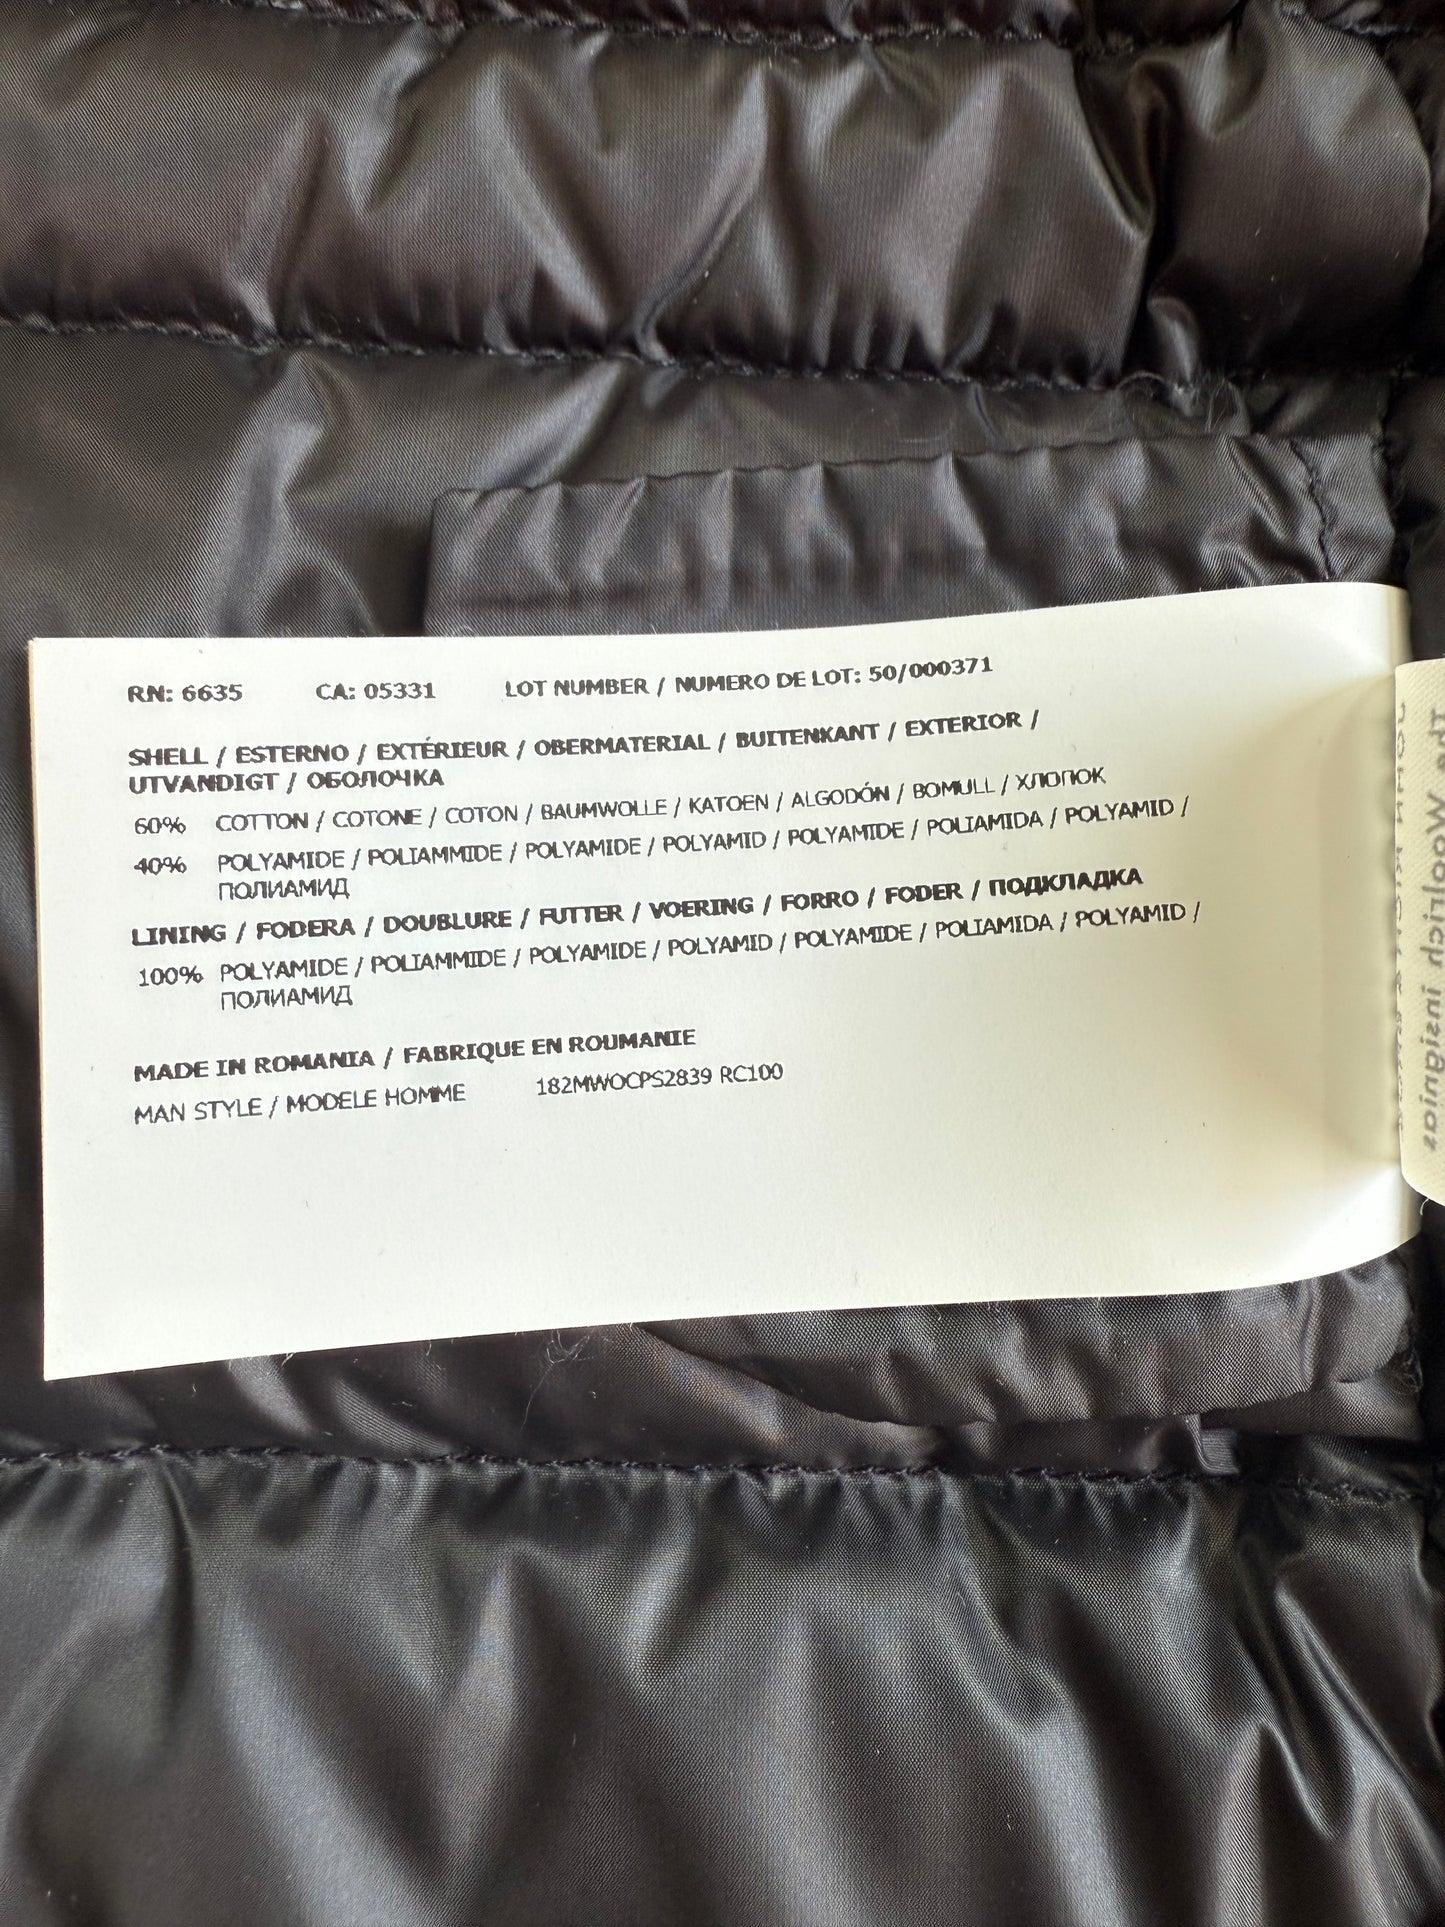 RN: 6635 CA: 05331 LOT NUMBER / NUMERO DE LOT: 50/000371
SHELL / ESTERNO / EXTÉRIEUR / OBERMATERIAL / BUITENKANT / EXTERIOR /
UTVANDIGT / ОБОЛОЧКА
60% COTTON / COTONE / COTON / BAUMWOLLE / KATOEN / ALGODÓN / BOMULL / ХЛОПОК
40% POLYAMIDE / POLIAMMIDE / POLYAMIDE / POLYAMID / POLYAMIDE / POLIAMIDA / POLYAMID /
ПОЛИАМИД
LINING / FODERA / DOUBLURE / FUTTER / VOERING / FORRO / FODER / ПОДКЛАДКА
100% POLYAMIDE / POLIAMMIDE / POLYAMIDE / POLYAMID / POLYAMIDE / POLIAMIDA / POLYAMID /
ПОЛИАМИД
MADE IN ROMANIA / FABRIQUE EN ROUMANIE
MAN STYLE / MODELE HOMME 182MWOCPS2839 RC100
The Woolrich insignias